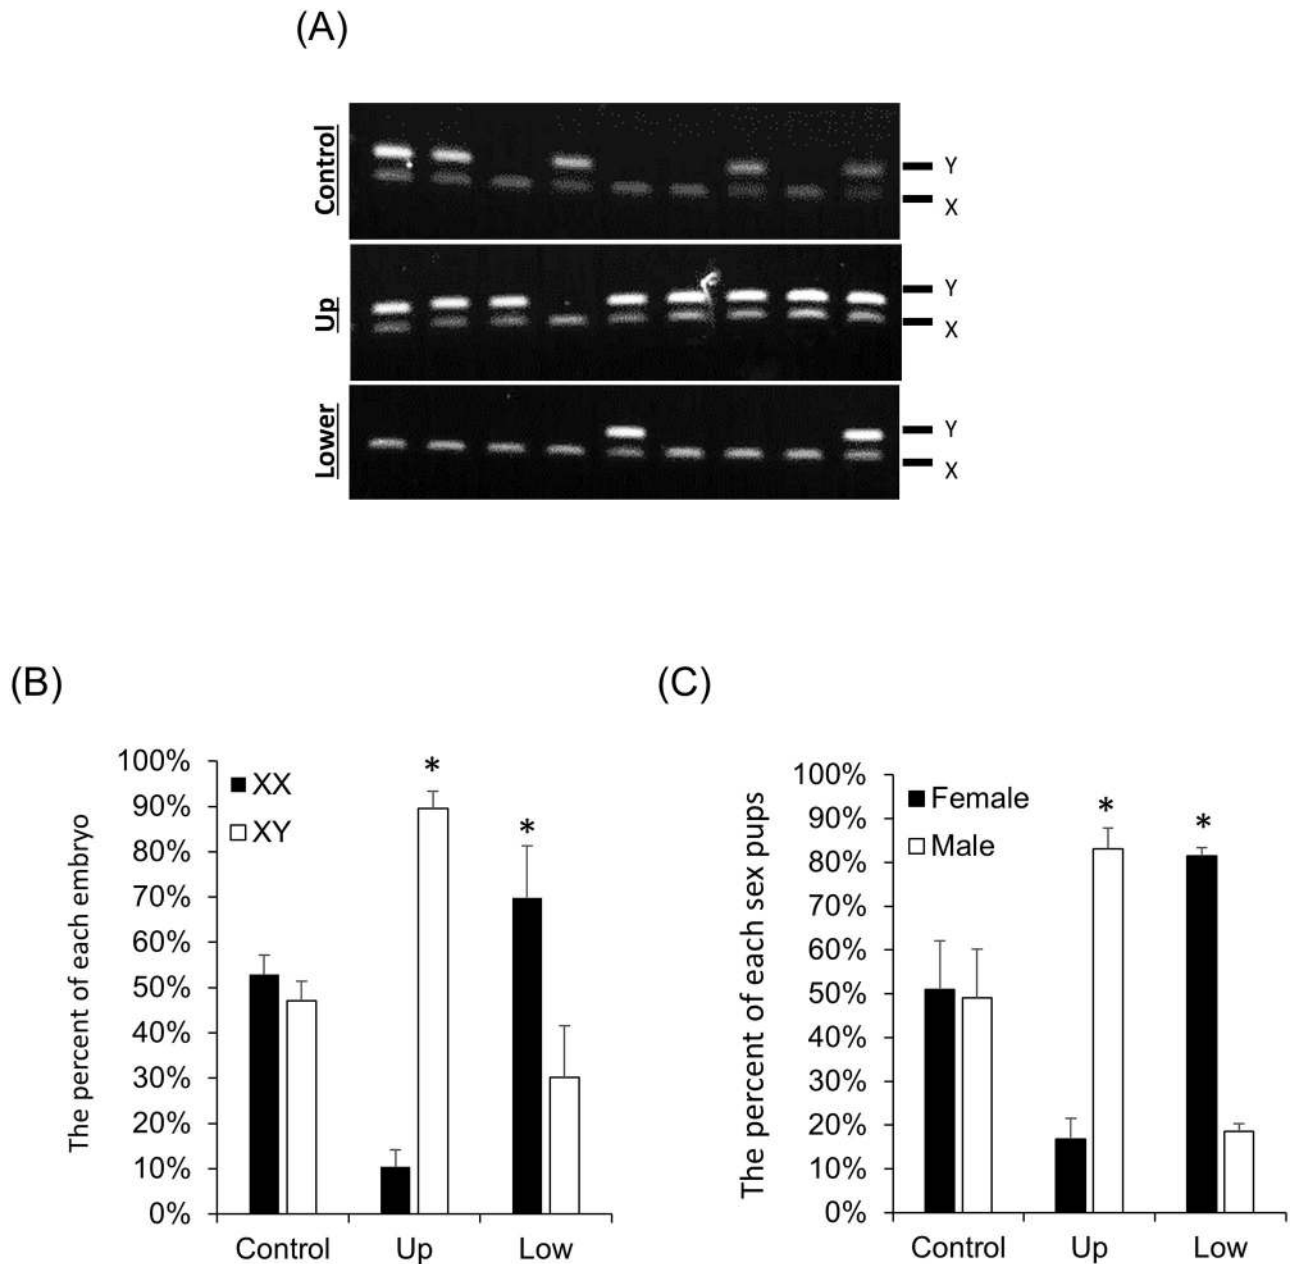 (A)
Control
Y
X
Up
Y
X
Lower
Y
X
(B)
The percent of each embryo
100%
90%
80%
70%
60%
50%
40%
30%
20%
10%
0%
XX
XY
*
*
Control Up Low
(C)
The percent of each sex pups
100%
90%
80%
70%
60%
50%
40%
30%
20%
10%
0%
Female
Male
*
*
Control Up Low